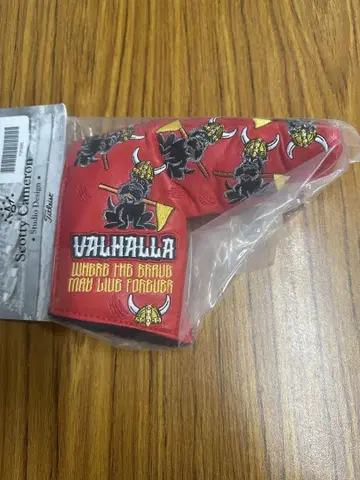 VALHALLA
WHERE THE BRAVE
MAY LIVE FOREVER
Scotty Cameron
• Studio Design •
Titleist